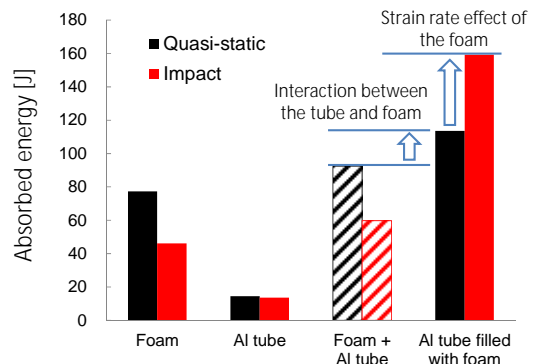 Strain rate effect of
the foam
Quasi-static
Impact
Interaction between
the tube and foam
Absorbed energy [J]
180
160
140
120
100
80
60
40
20
0
Foam
Al tube
Foam +
Al tube
Al tube filled
with foam